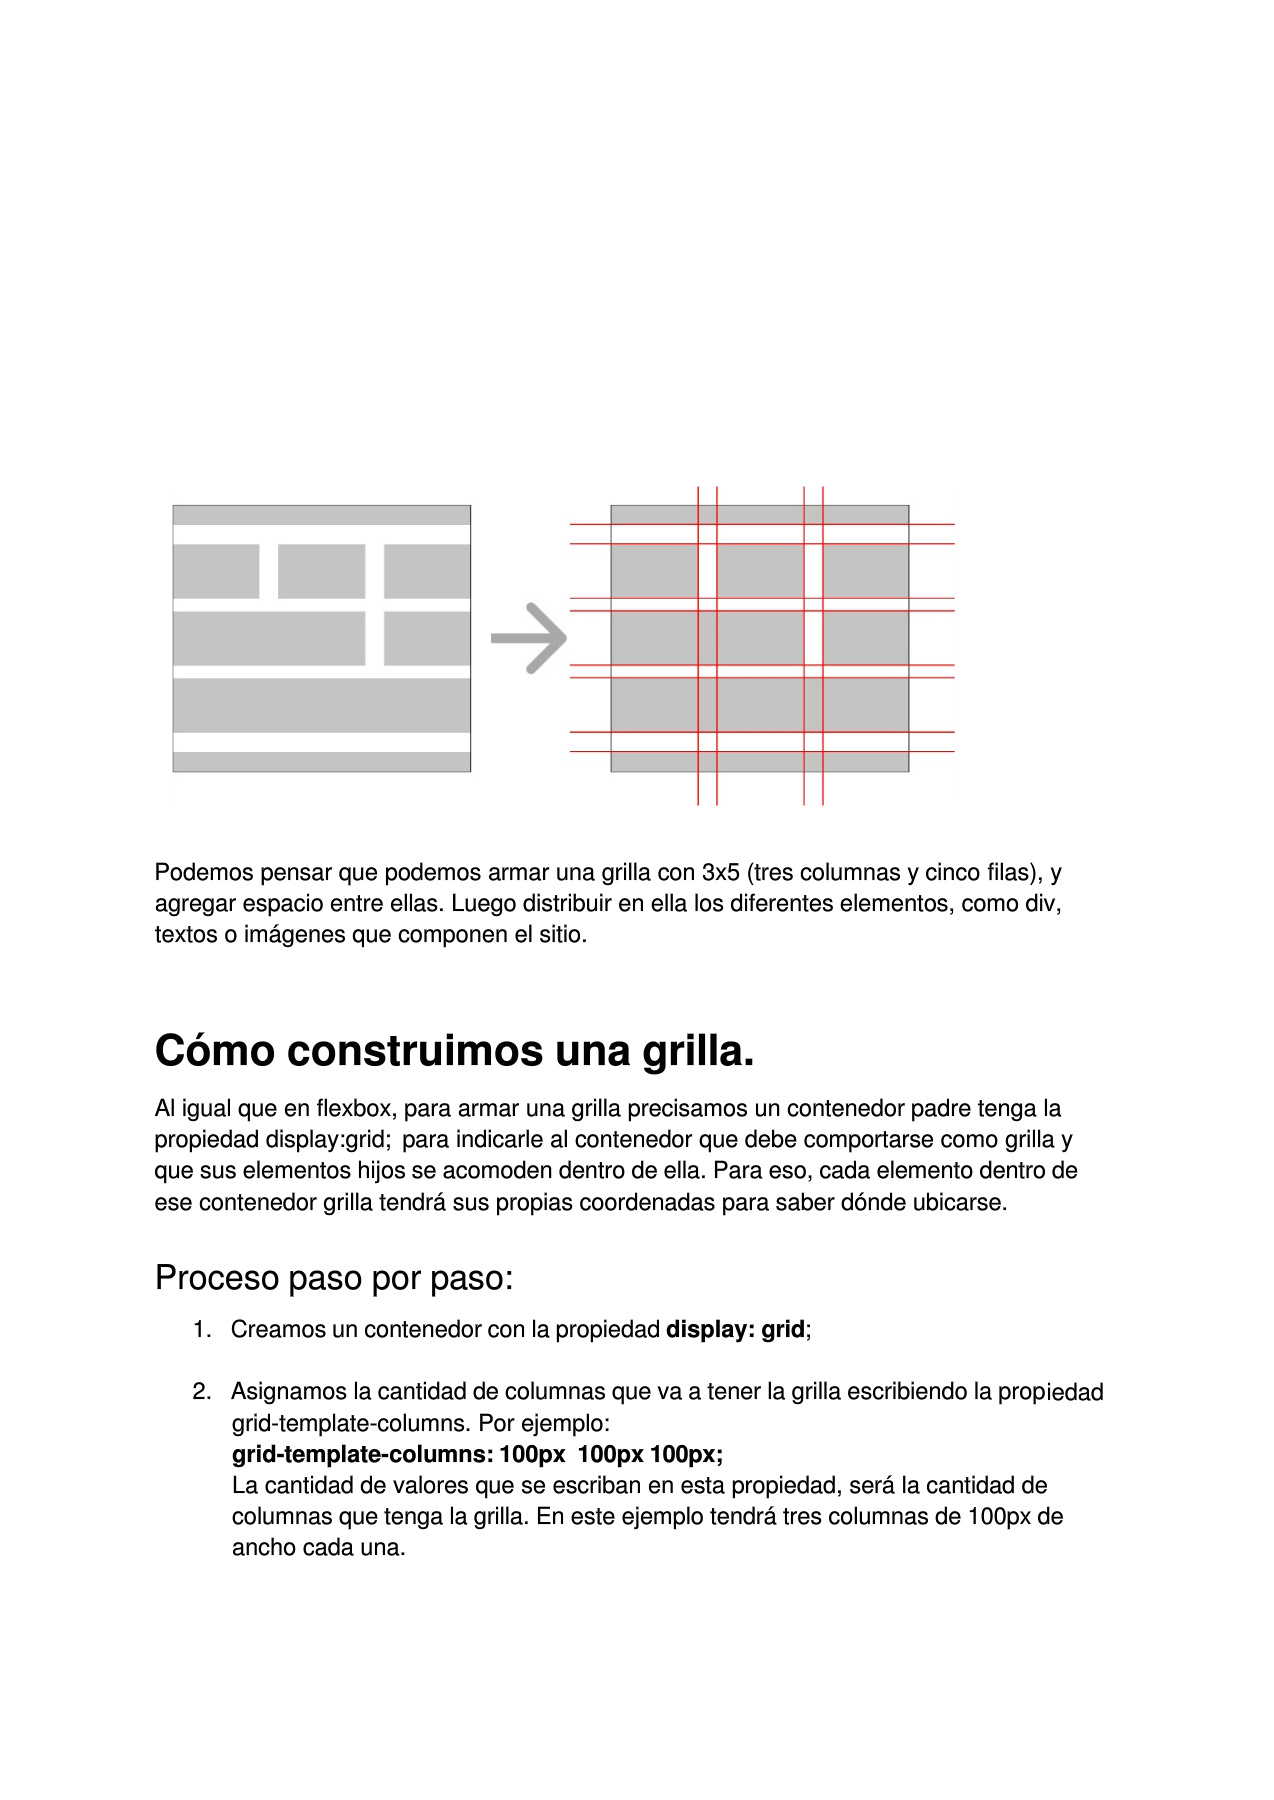 Podemos pensar que podemos armar una grilla con 3x5 (tres columnas y cinco filas), y
agregar espacio entre ellas. Luego distribuir en ella los diferentes elementos, como div,
textos o imágenes que componen el sitio.
Cómo construimos una grilla.
Al igual que en flexbox, para armar una grilla precisamos un contenedor padre tenga la
propiedad display:grid; para indicarle al contenedor que debe comportarse como grilla y
que sus elementos hijos se acomoden dentro de ella. Para eso, cada elemento dentro de
ese contenedor grilla tendrá sus propias coordenadas para saber dónde ubicarse.
Proceso paso por paso:
1. Creamos un contenedor con la propiedad display: grid;
2. Asignamos la cantidad de columnas que va a tener la grilla escribiendo la propiedad
grid-template-columns. Por ejemplo:
grid-template-columns: 100px 100px 100px;
La cantidad de valores que se escriban en esta propiedad, será la cantidad de
columnas que tenga la grilla. En este ejemplo tendrá tres columnas de 100px de
ancho cada una.